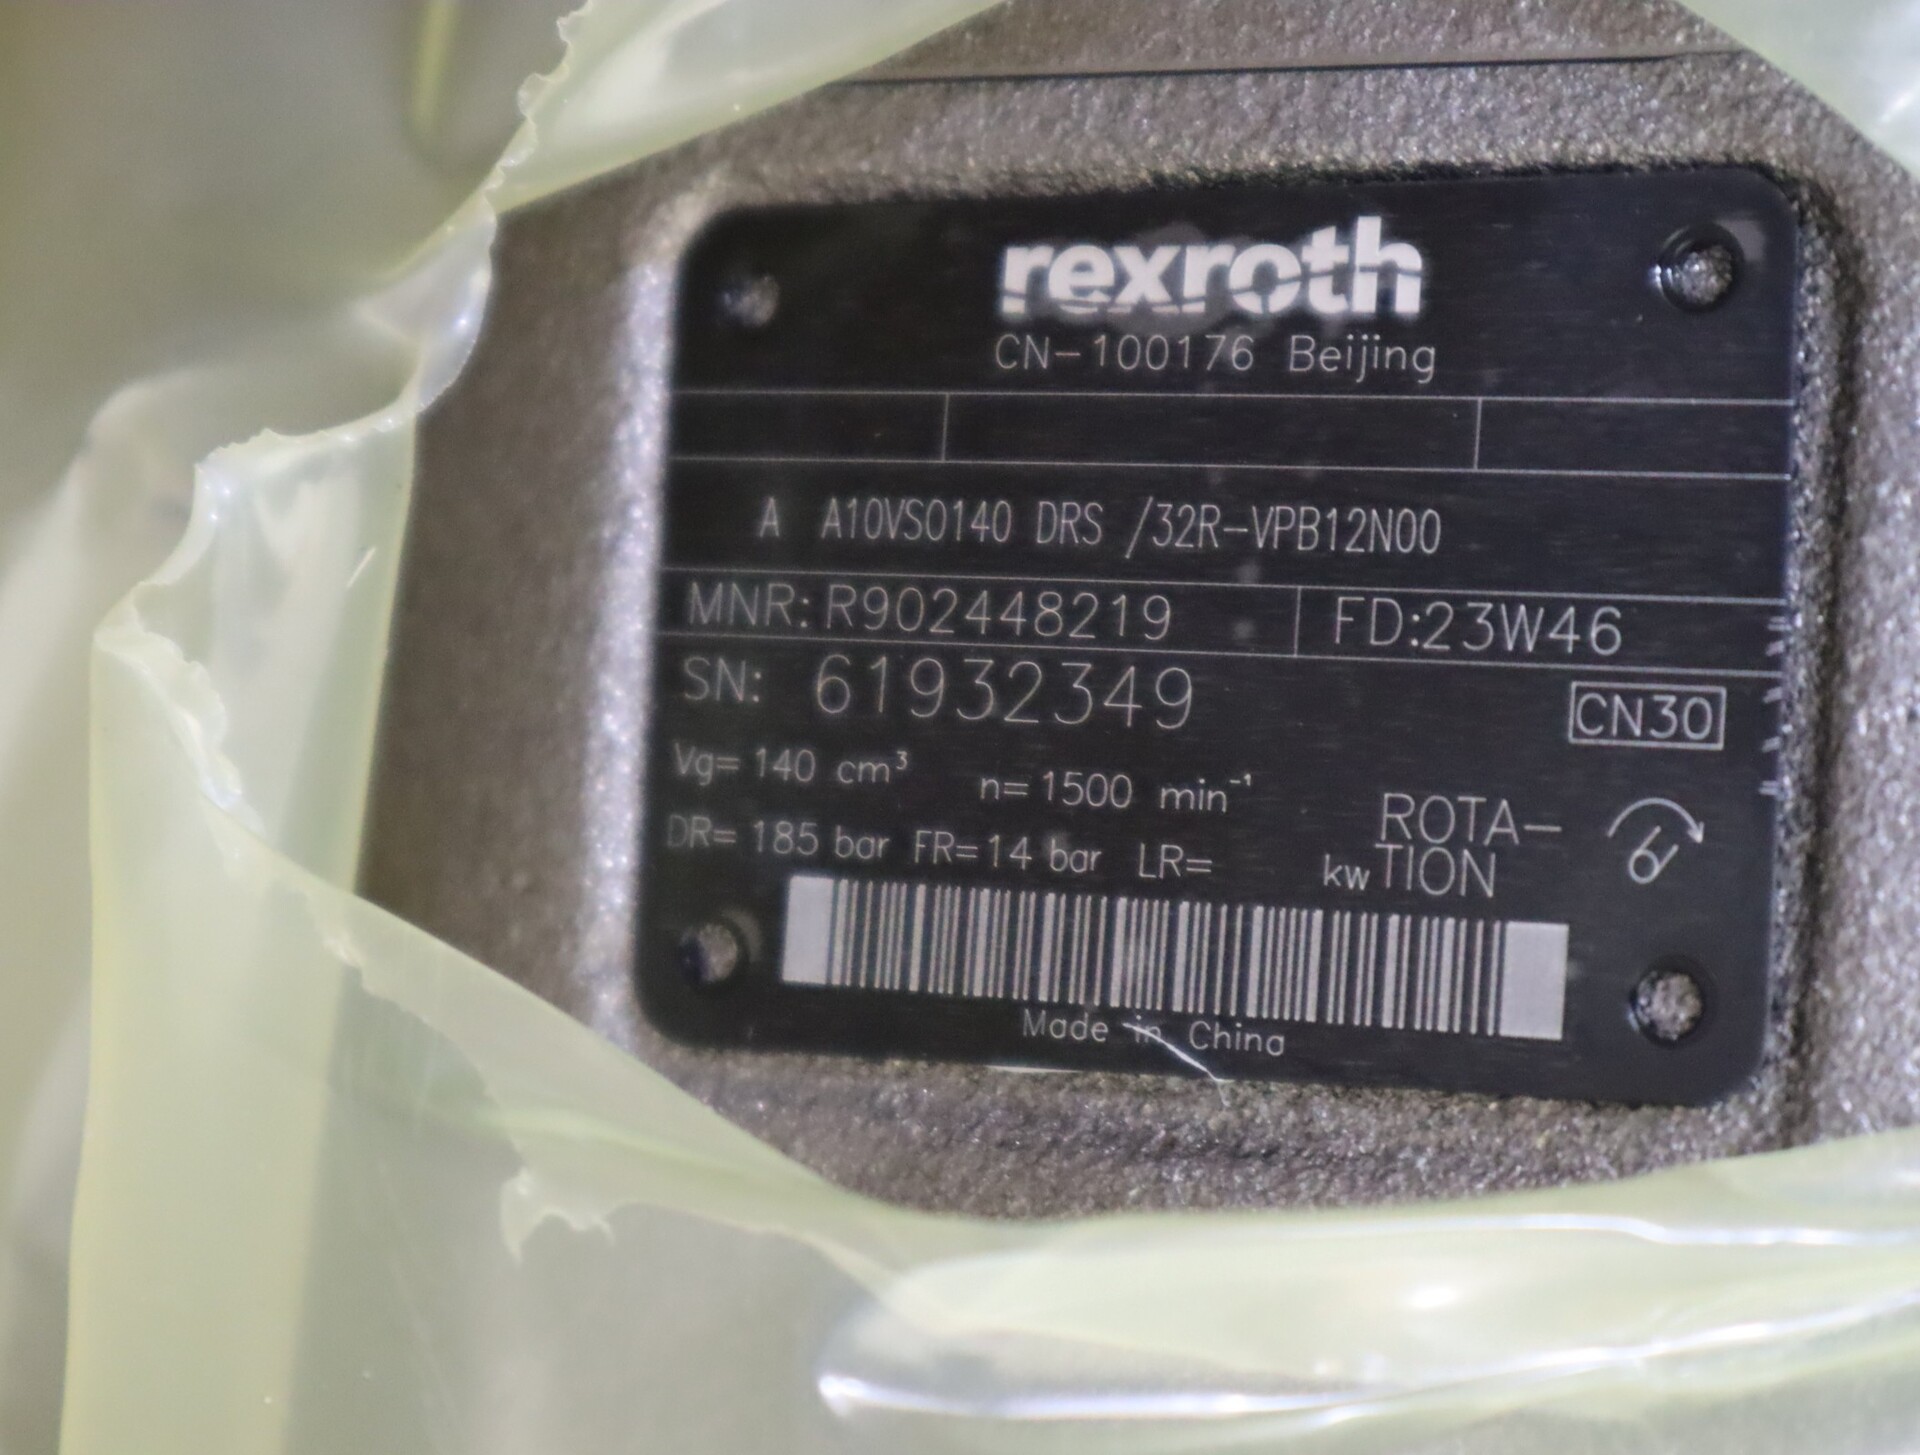 rexroth
CN-100176 Beijing
A A10VSO140 DRS /32R-VPB12N00
MNR: R902448219 FD:23W46
SN: 61932349
CN30
Vg= 140 cm³ n= 1500 min⁻¹
DR= 185 bar FR= 14 bar LR= kw
ROTA-
TION
Made in China